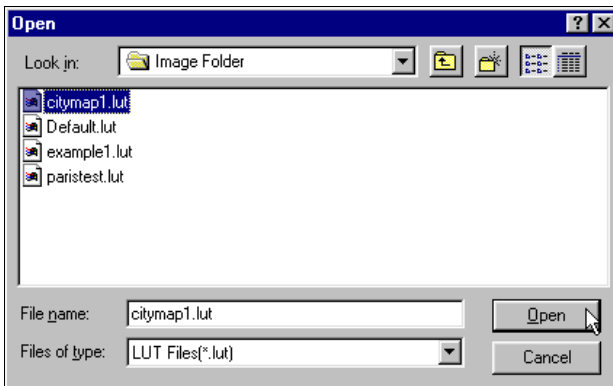 Open
Look in: Image Folder
citymap1.lut
Default.lut
example1.lut
paristest.lut
File name: citymap1.lut Open
Files of type: LUT Files(*.lut) Cancel